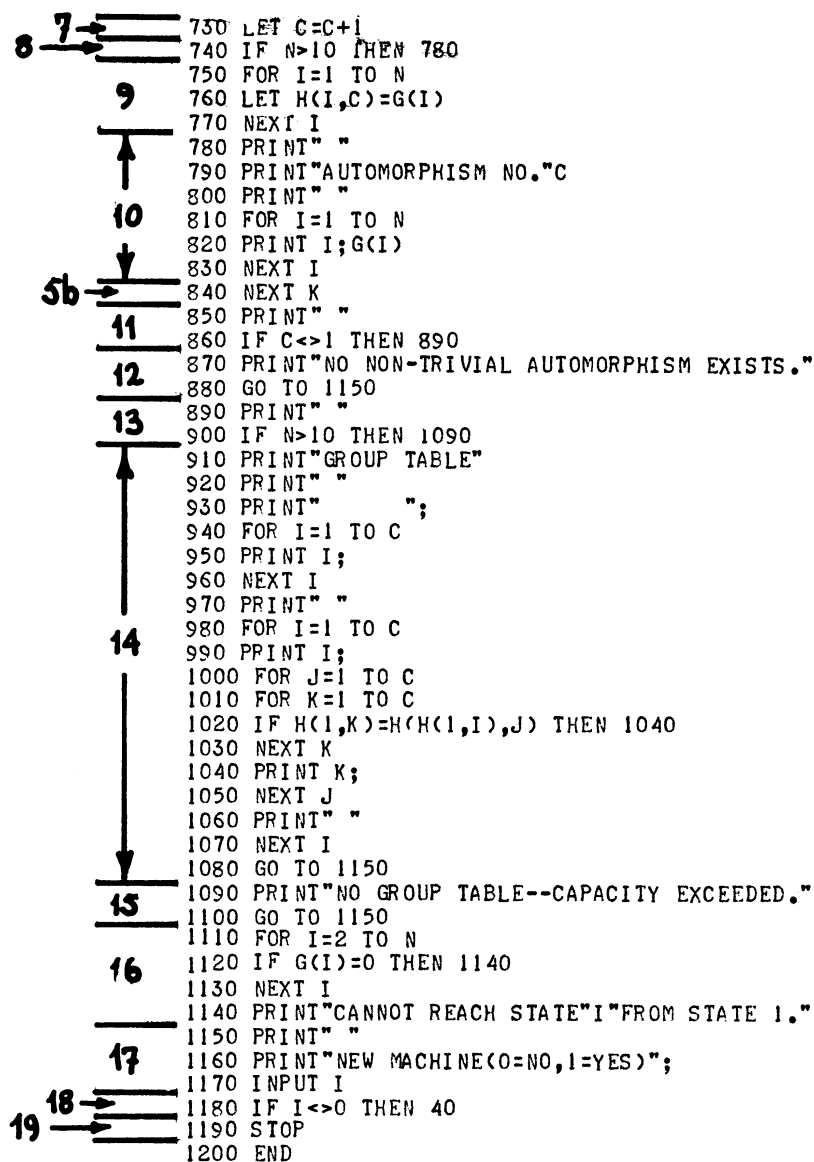 7 730 LET C=C+1
8 740 IF N>10 THEN 780
750 FOR I=1 TO N
9 760 LET H(I,C)=G(I)
770 NEXT I
780 PRINT" "
790 PRINT"AUTOMORPHISM NO."C
800 PRINT" "
10 810 FOR I=1 TO N
820 PRINT I;G(I)
830 NEXT I
5b 840 NEXT K
11 850 PRINT" "
860 IF C<>1 THEN 890
12 870 PRINT"NO NON-TRIVIAL AUTOMORPHISM EXISTS."
880 GO TO 1150
13 890 PRINT" "
900 IF N>10 THEN 1090
910 PRINT"GROUP TABLE"
920 PRINT" "
930 PRINT"       ";
940 FOR I=1 TO C
950 PRINT I;
960 NEXT I
970 PRINT" "
14 980 FOR I=1 TO C
990 PPINT I;
1000 FOR J=1 TO C
1010 FOR K=1 TO C
1020 IF H(1,K)=H(H(1,I),J) THEN 1040
1030 NEXT K
1040 PRINT K;
1050 NEXT J
1060 PRINT" "
1070 NEXT I
1080 GO TO 1150
15 1090 PRINT"NO GROUP TABLE--CAPACITY EXCEEDED."
1100 GO TO 1150
1110 FOR I=2 TO N
16 1120 IF G(I)=0 THEN 1140
1130 NEXT I
1140 PRINT"CANNOT REACH STATE"I"FROM STATE 1."
1150 PRINT" "
17 1160 PRINT"NEW MACHINE(0=NO,1=YES)";
1170 INPUT I
18 1180 IF I<>0 THEN 40
19 1190 STOP
1200 END